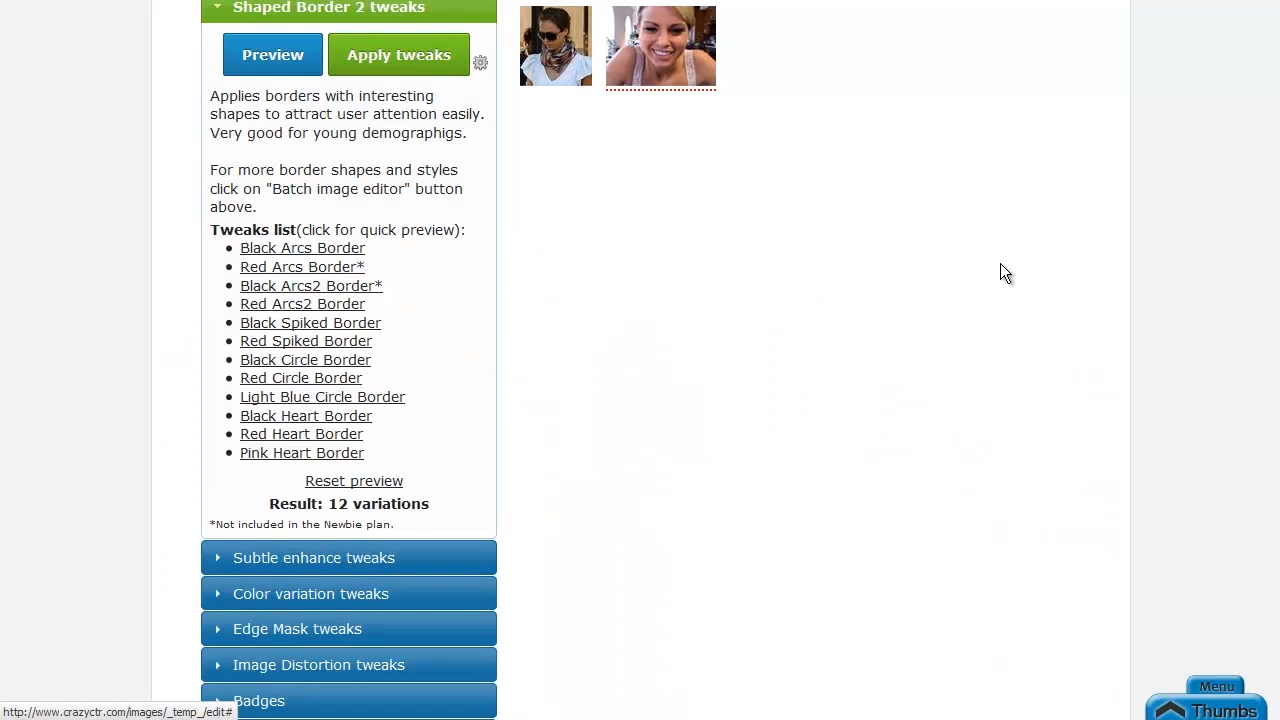 Shaped Border 2 tweaks
Preview
Apply tweaks
Applies borders with interesting
shapes to attract user attention easily.
Very good for young demographigs.
For more border shapes and styles
click on "Batch image editor" button
above.
Tweaks list(click for quick preview):
Black Arcs Border
Red Arcs Border*
Black Arcs2 Border*
Red Arcs2 Border
Black Spiked Border
Red Spiked Border
Black Circle Border
Red Circle Border
Light Blue Circle Border
Black Heart Border
Red Heart Border
Pink Heart Border
Reset preview
Result: 12 variations
*Not included in the Newbie plan.
Subtle enhance tweaks
Color variation tweaks
Edge Mask tweaks
Image Distortion tweaks
Badges
http://www.crazyctr.com/images/_temp_/edit#
Menu
Thumbs